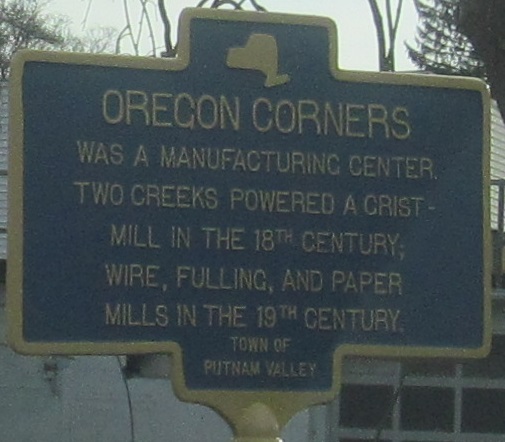 OREGON CORNERS
WAS A MANUFACTURING CENTER.
TWO CREEKS POWERED A GRIST-
MILL IN THE 18TH CENTURY;
WIRE, FULLING, AND PAPER
MILLS IN THE 19TH CENTURY.
TOWN OF
PUTNAM VALLEY